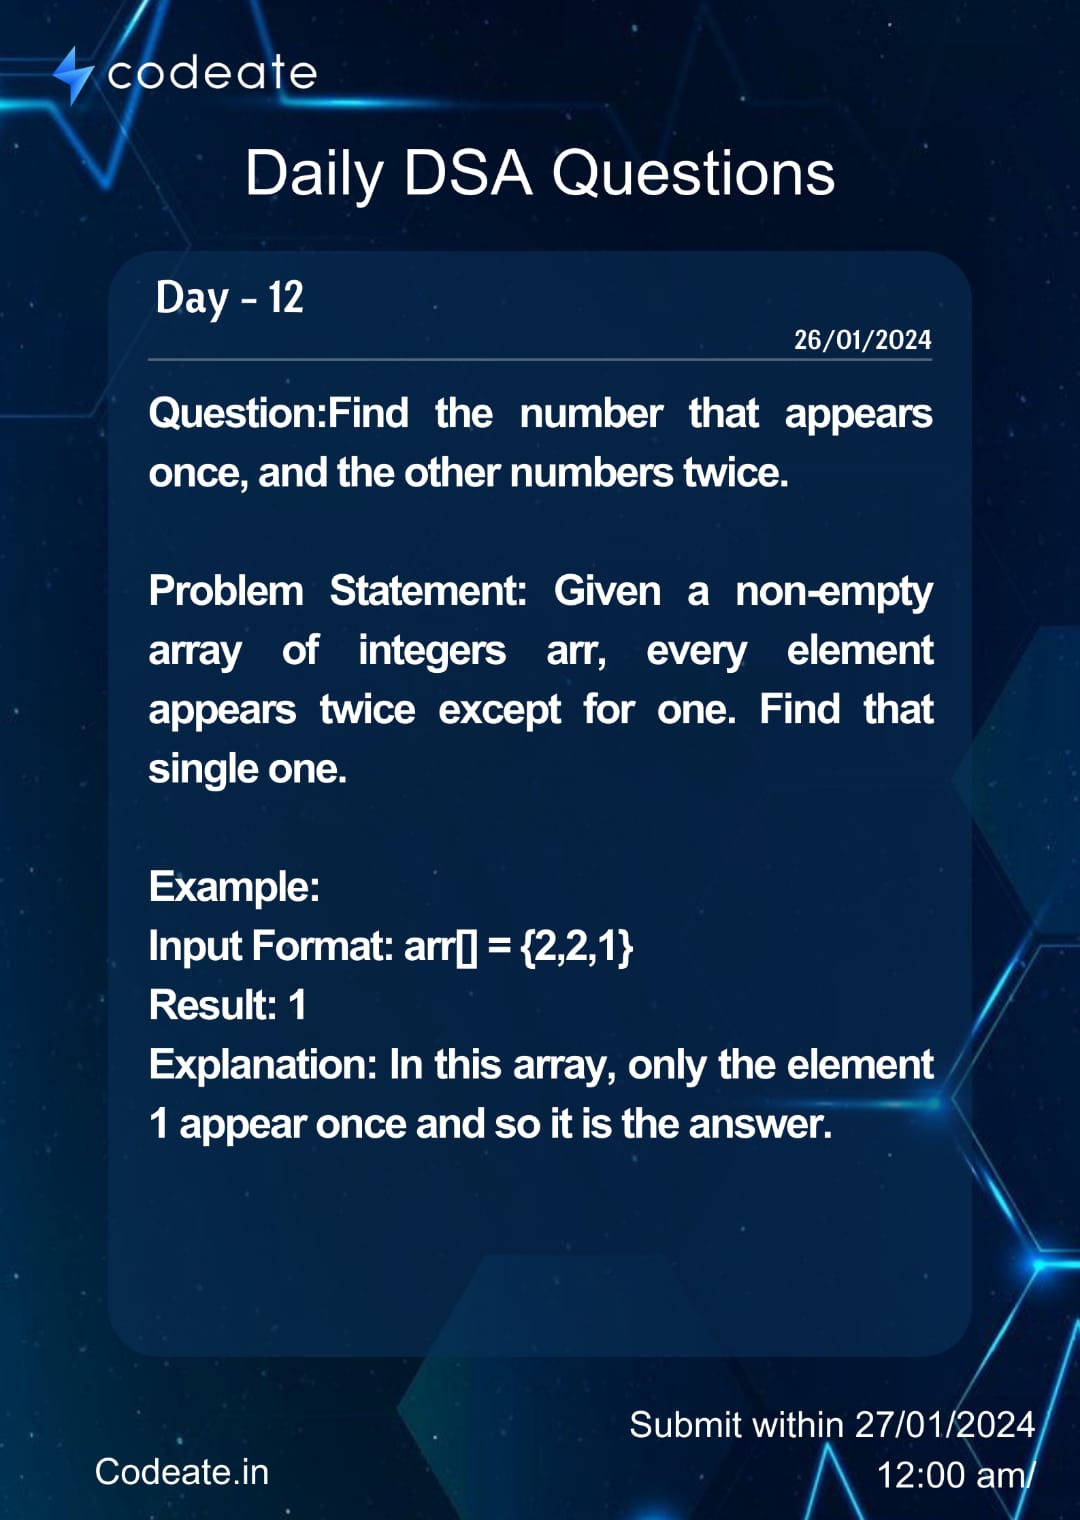 codeate
Daily DSA Questions
Day - 12
26/01/2024
Question:Find the number that appears
once, and the other numbers twice.
Problem Statement: Given a non-empty
array of integers arr, every element
appears twice except for one. Find that
single one.
Example:
Input Format: arr[] = {2,2,1}
Result: 1
Explanation: In this array, only the element
1 appear once and so it is the answer.
Submit within 27/01/2024
12:00 am/
Codeate.in